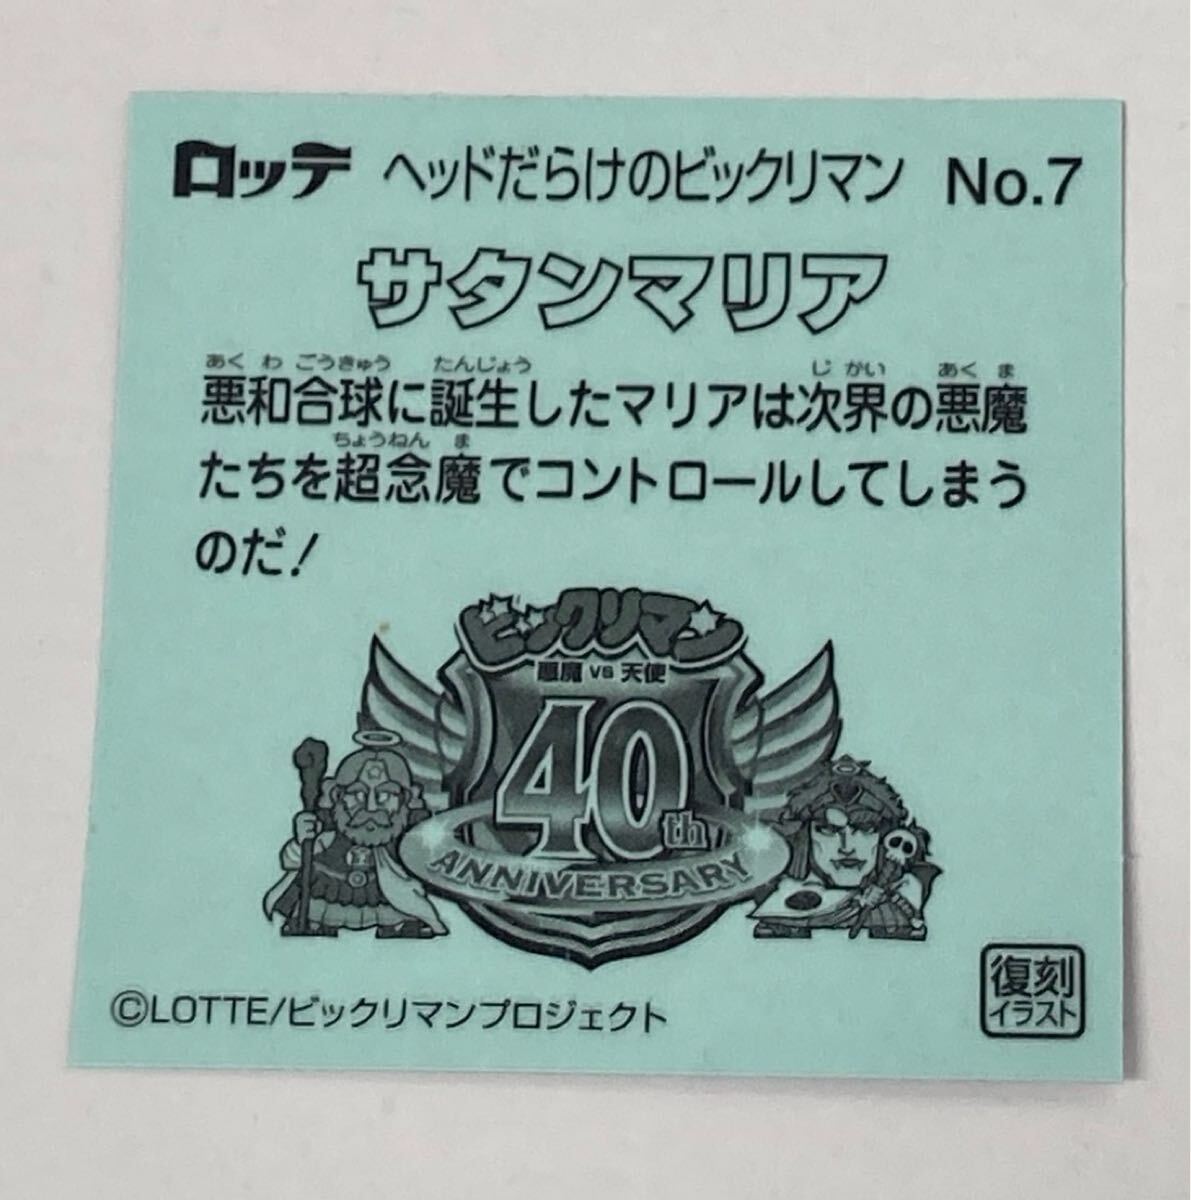 ロッテ ヘッドだらけのビックリマン No.7
サタンマリア
あく わ ごうきゅう たんじょう じ かい あく ま
悪和合球に誕生したマリアは次界の悪魔
ちょうねん ま
たちを超念魔でコントロールしてしまう
のだ！
ビックリマン
悪魔 VS 天使
40th
ANNIVERSARY
©LOTTE/ビックリマンプロジェクト
復刻
イラスト